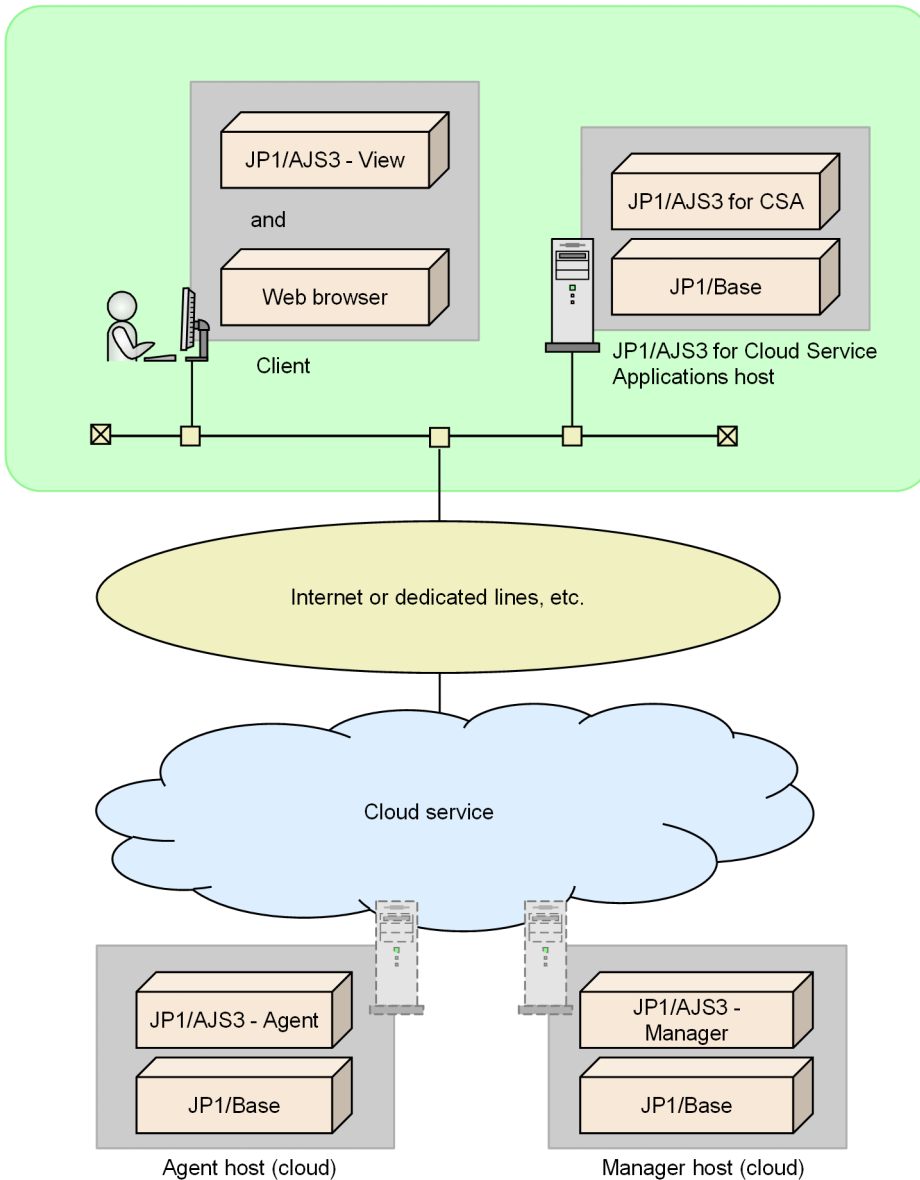 JP1/AJS3 - View
and
Web browser
Client
JP1/AJS3 for CSA
JP1/Base
JP1/AJS3 for Cloud Service
Applications host
Internet or dedicated lines, etc.
Cloud service
JP1/AJS3 - Agent
JP1/Base
Agent host (cloud)
JP1/AJS3 -
Manager
JP1/Base
Manager host (cloud)